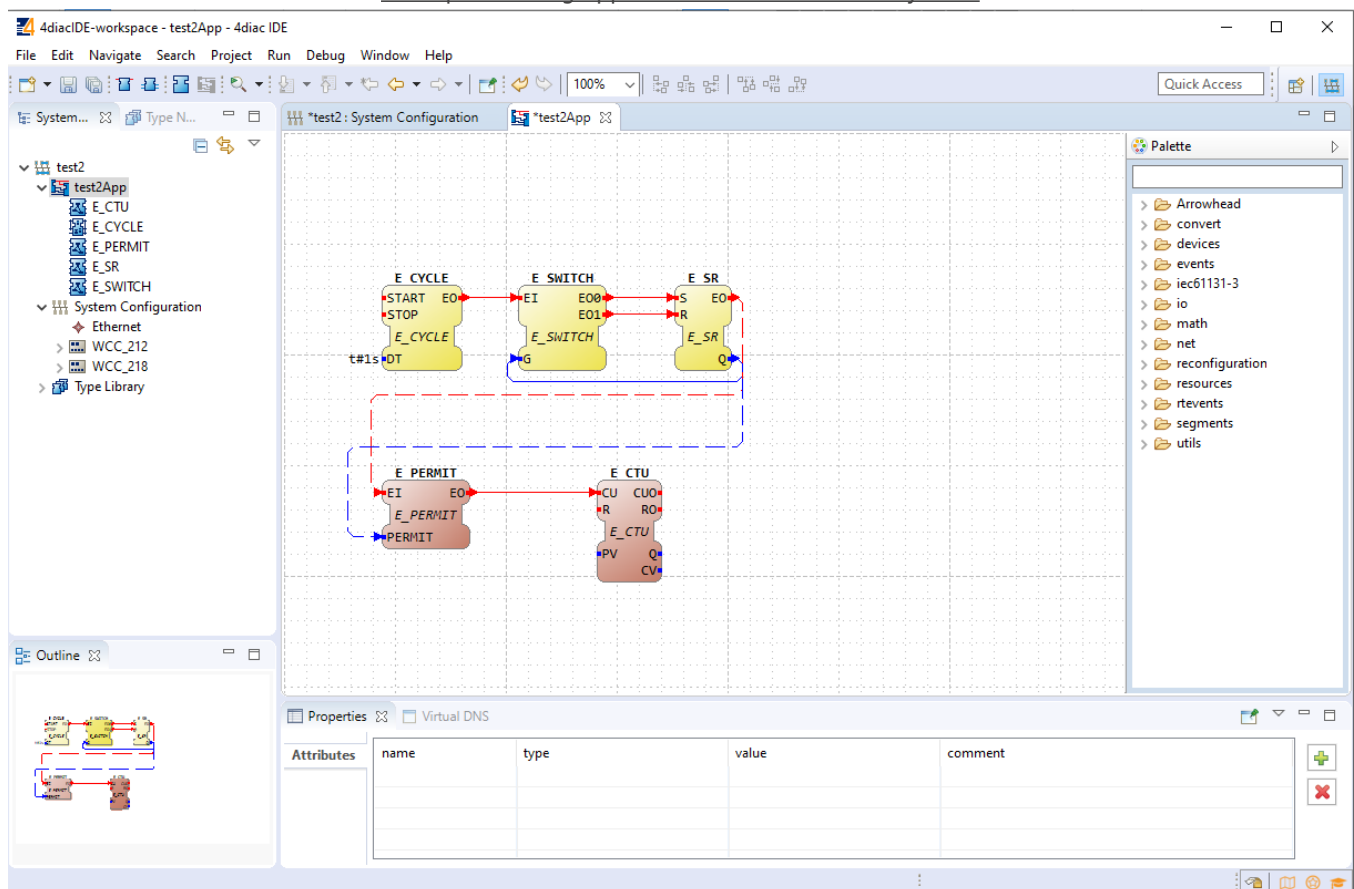 4diacIDE-workspace - test2App - 4diac IDE
File Edit Navigate Search Project Run Debug Window Help
100%
Quick Access
System...
Type N...
*test2 : System Configuration
*test2App
test2
test2App
E_CTU
E_CYCLE
E_PERMIT
E_SR
E_SWITCH
System Configuration
Ethernet
WCC_212
WCC_218
Type Library
E_CYCLE
START EO
STOP
E_CYCLE
t#1s DT
E_SWITCH
EI EO0
EO1
E_SWITCH
G
E_SR
S EO
R
E_SR
Q
E_PERMIT
EI EO
E_PERMIT
PERMIT
E_CTU
CU CUO
R RO
E_CTU
PV Q
CV
Palette
Arrowhead
convert
devices
events
iec61131-3
io
math
net
reconfiguration
resources
rtevents
segments
utils
Outline
Properties
Virtual DNS
Attributes
name type value comment